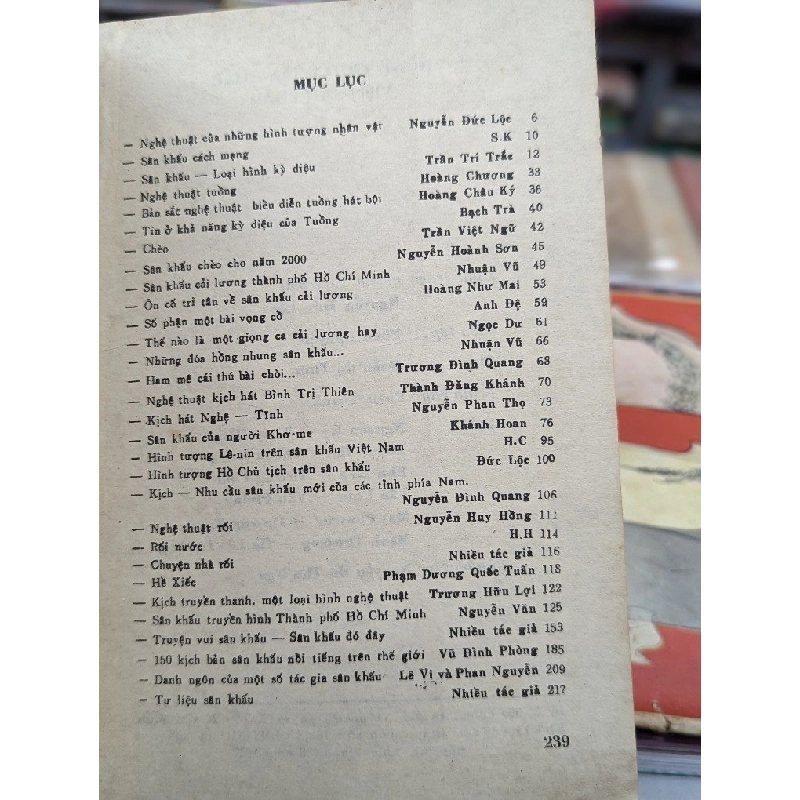 MỤC LỤC
— Nghệ thuật của những hình tượng nhân vật Nguyễn Đức Lộc 6
— Sân khấu cách mạng S.K 10
— Sân khấu — Loại hình kỳ diệu Trần Trí Trắc 12
— Nghệ thuật tuồng Hoàng Chương 33
— Bản sắc nghệ thuật biểu diễn tuồng hát bội Hoàng Châu Ký 36
— Tin ở khả năng kỳ diệu của Tuồng Bạch Trà 40
— Chèo Trần Việt Ngữ 42
— Sân khấu chèo cho năm 2000 Nguyễn Hoành Sơn 45
— Sân khấu cải lương thành phố Hồ Chí Minh Nhuận Vũ 49
— Ôn cố tri tân về sân khấu cải lương Hoàng Như Mai 53
— Số phận một bài vọng cổ Anh Đệ 59
— Thế nào là một giọng ca cải lương hay Ngọc Dư 61
— Những đóa hồng nhung sân khấu... Nhuận Vũ 66
— Ham mê cái thú bài chòi... Trương Đình Quang 68
— Nghệ thuật kịch hát Bình Trị Thiên Thành Đăng Khánh 70
— Kịch hát Nghệ — Tĩnh Nguyễn Phan Thọ 73
— Sân khấu của người Khơ-me Khánh Hoan 76
— Hình tượng Lê-nin trên sân khấu Việt Nam H.C 95
— Hình tượng Hồ Chủ tịch trên sân khấu Đức Lộc 100
— Kịch — Nhu cầu sân khấu mới của các tỉnh phía Nam.
Nguyễn Đình Quang 106
— Nghệ thuật rối Nguyễn Huy Hồng 111
— Rối nước H.H 114
— Chuyện nhà rối Nhiều tác giả 116
— Hề Xiếc Phạm Dương Quốc Tuấn 118
— Kịch truyền thanh, một loại hình nghệ thuật Trương Hữu Lợi 122
— Sân khấu truyền hình Thành phố Hồ Chí Minh Nguyễn Văn 125
— Truyện vui sân khấu — Sân khấu đó đây Nhiều tác giả 153
— 150 kịch bản sân khấu nổi tiếng trên thế giới Vũ Đình Phòng 185
— Danh ngôn của một số tác gia sân khấu Lê Vị và Phan Nguyễn 209
— Tư liệu sân khấu Nhiều tác giả 217
239